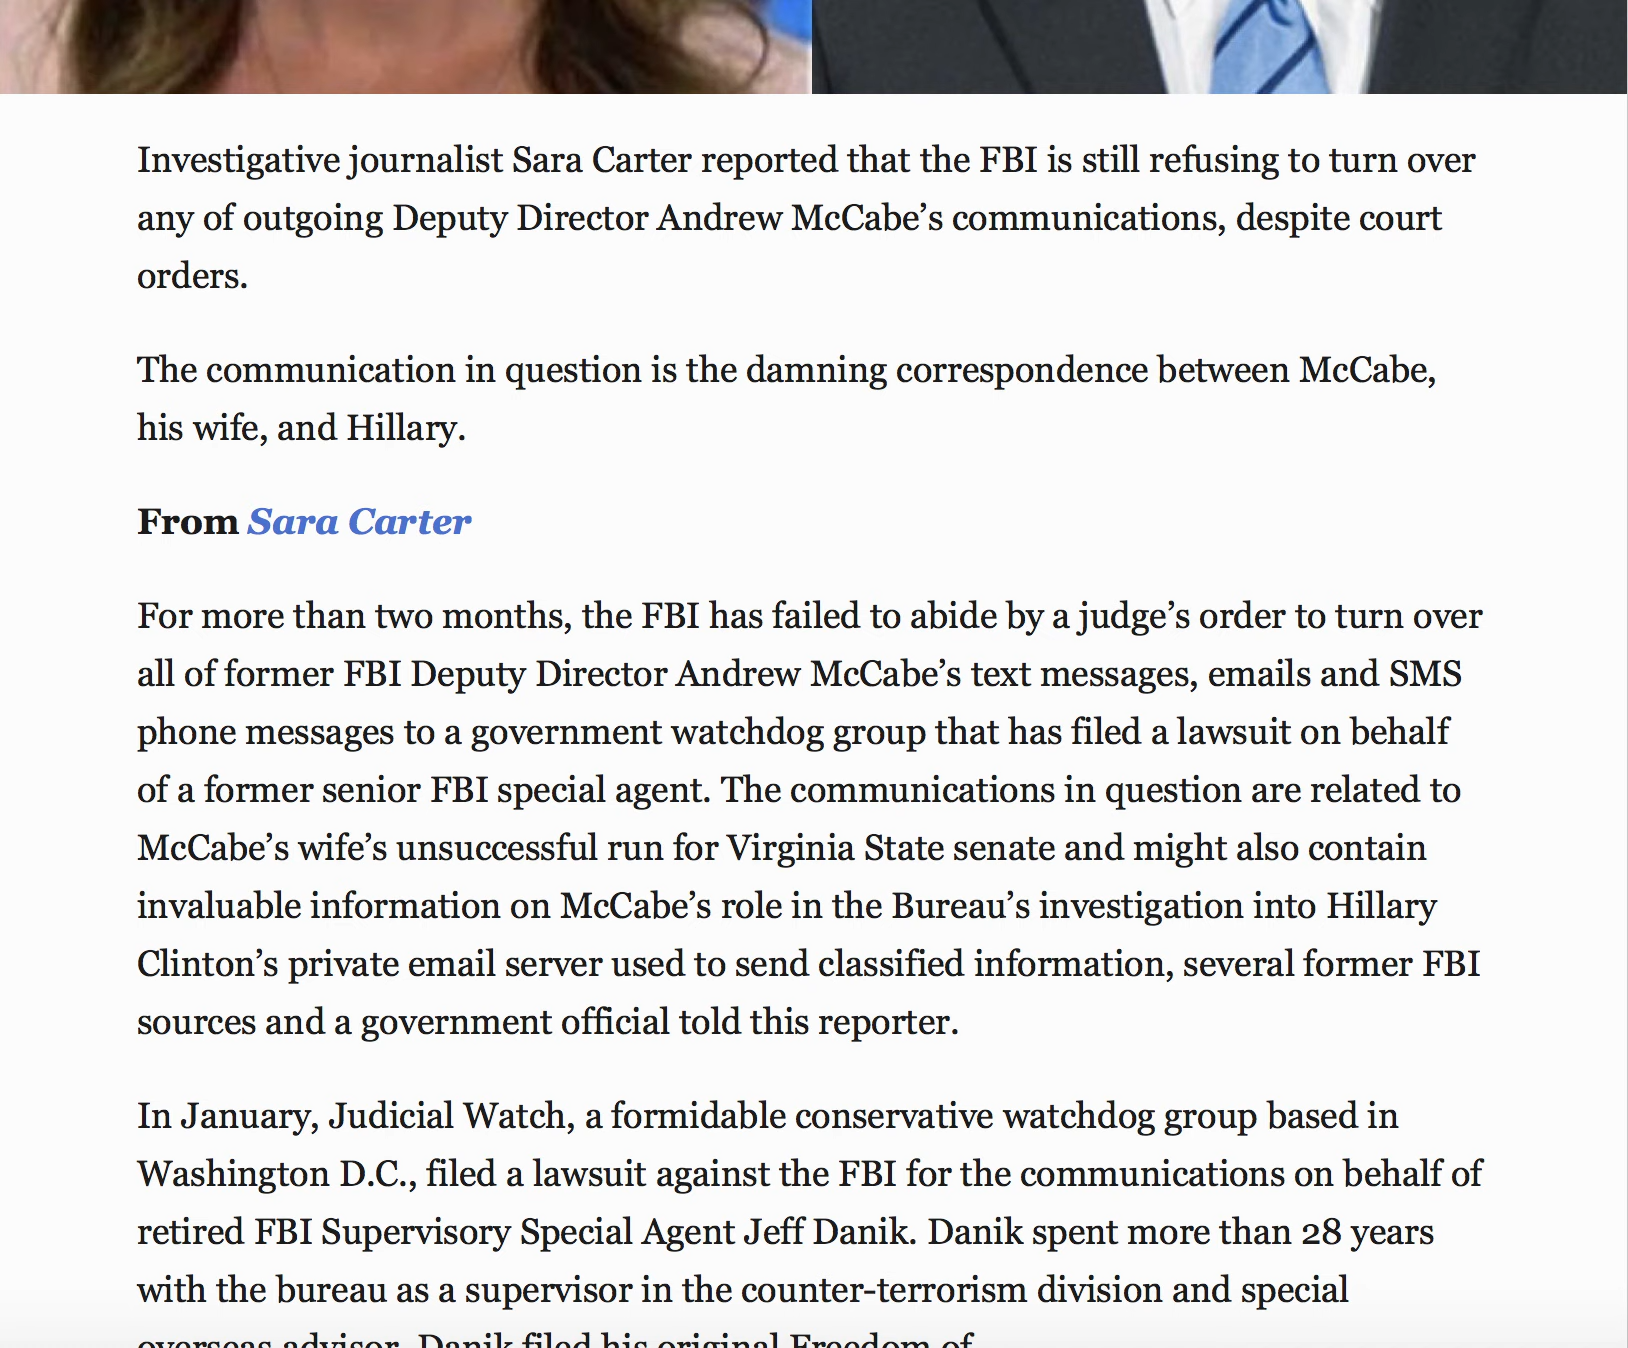 Investigative journalist Sara Carter reported that the FBI is still refusing to turn over
any of outgoing Deputy Director Andrew McCabe’s communications, despite court
orders.
The communication in question is the damning correspondence between McCabe,
his wife, and Hillary.
From Sara Carter
For more than two months, the FBI has failed to abide by a judge’s order to turn over
all of former FBI Deputy Director Andrew McCabe’s text messages, emails and SMS
phone messages to a government watchdog group that has filed a lawsuit on behalf
of a former senior FBI special agent. The communications in question are related to
McCabe’s wife’s unsuccessful run for Virginia State senate and might also contain
invaluable information on McCabe’s role in the Bureau’s investigation into Hillary
Clinton’s private email server used to send classified information, several former FBI
sources and a government official told this reporter.
In January, Judicial Watch, a formidable conservative watchdog group based in
Washington D.C., filed a lawsuit against the FBI for the communications on behalf of
retired FBI Supervisory Special Agent Jeff Danik. Danik spent more than 28 years
with the bureau as a supervisor in the counter-terrorism division and special
overseas advisor. Danik filed his original Freedom of